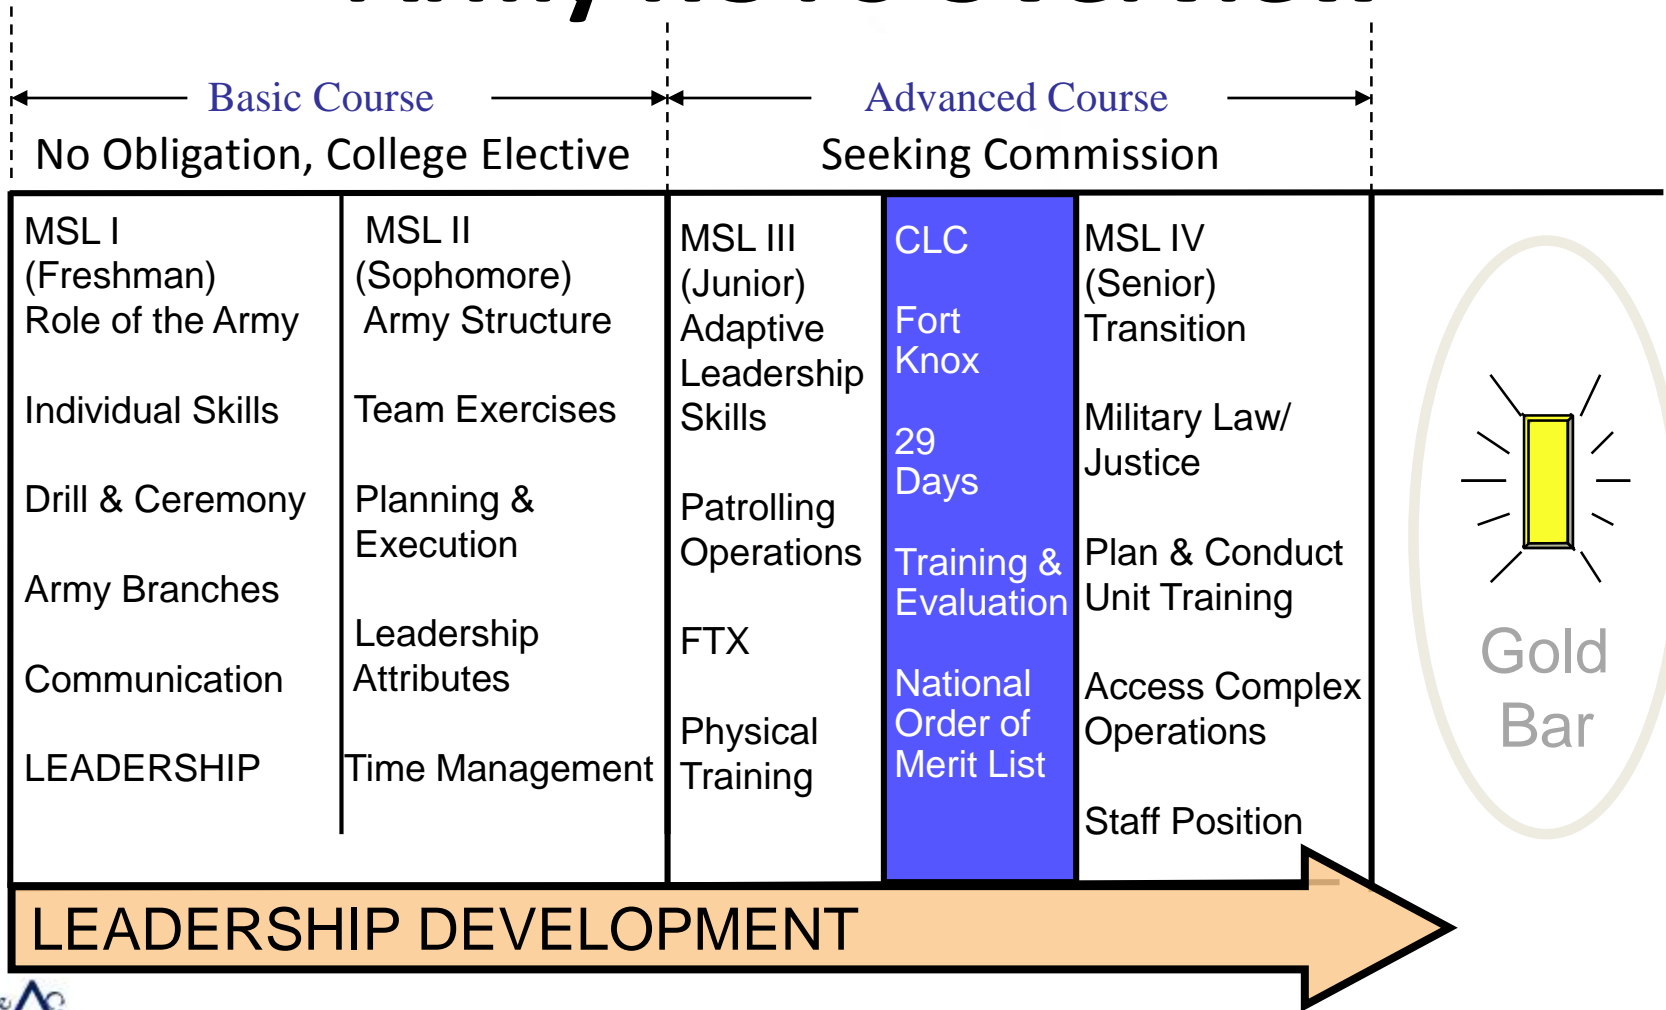 Army ROTC Overview
Basic Course
Advanced Course
No Obligation, College Elective
Seeking Commission
MSL I
(Freshman)
Role of the Army
Individual Skills
Drill & Ceremony
Army Branches
Communication
LEADERSHIP
MSL II
(Sophomore)
Army Structure
Team Exercises
Planning &
Execution
Leadership
Attributes
Time Management
MSL III
(Junior)
Adaptive
Leadership
Skills
Patrolling
Operations
FTX
Physical
Training
CLC
Fort
Knox
29
Days
Training &
Evaluation
National
Order of
Merit List
MSL IV
(Senior)
Transition
Military Law/
Justice
Plan & Conduct
Unit Training
Access Complex
Operations
Staff Position
Gold
Bar
LEADERSHIP DEVELOPMENT